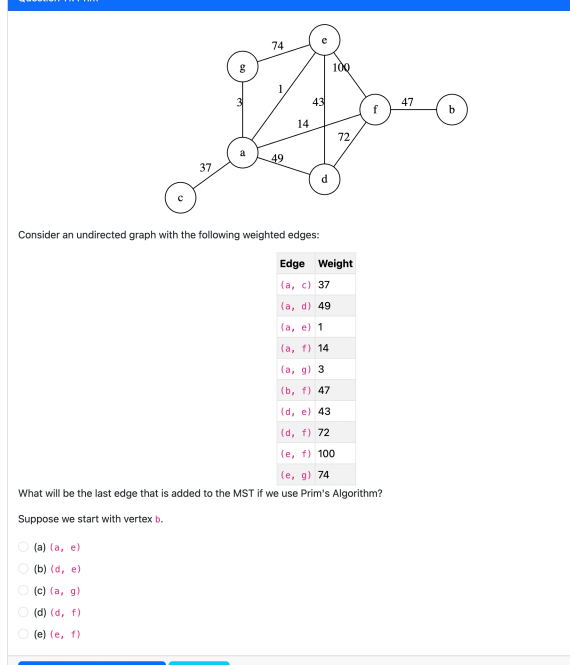 e
74
g
100
1
3
43
f
47
b
14
72
a
49
37
d
c
Consider an undirected graph with the following weighted edges:
Edge Weight
(a, c) 37
(a, d) 49
(a, e) 1
(a, f) 14
(a, g) 3
(b, f) 47
(d, e) 43
(d, f) 72
(e, f) 100
(e, g) 74
What will be the last edge that is added to the MST if we use Prim's Algorithm?
Suppose we start with vertex b.
(a) (a, e)
(b) (d, e)
(c) (a, g)
(d) (d, f)
(e) (e, f)